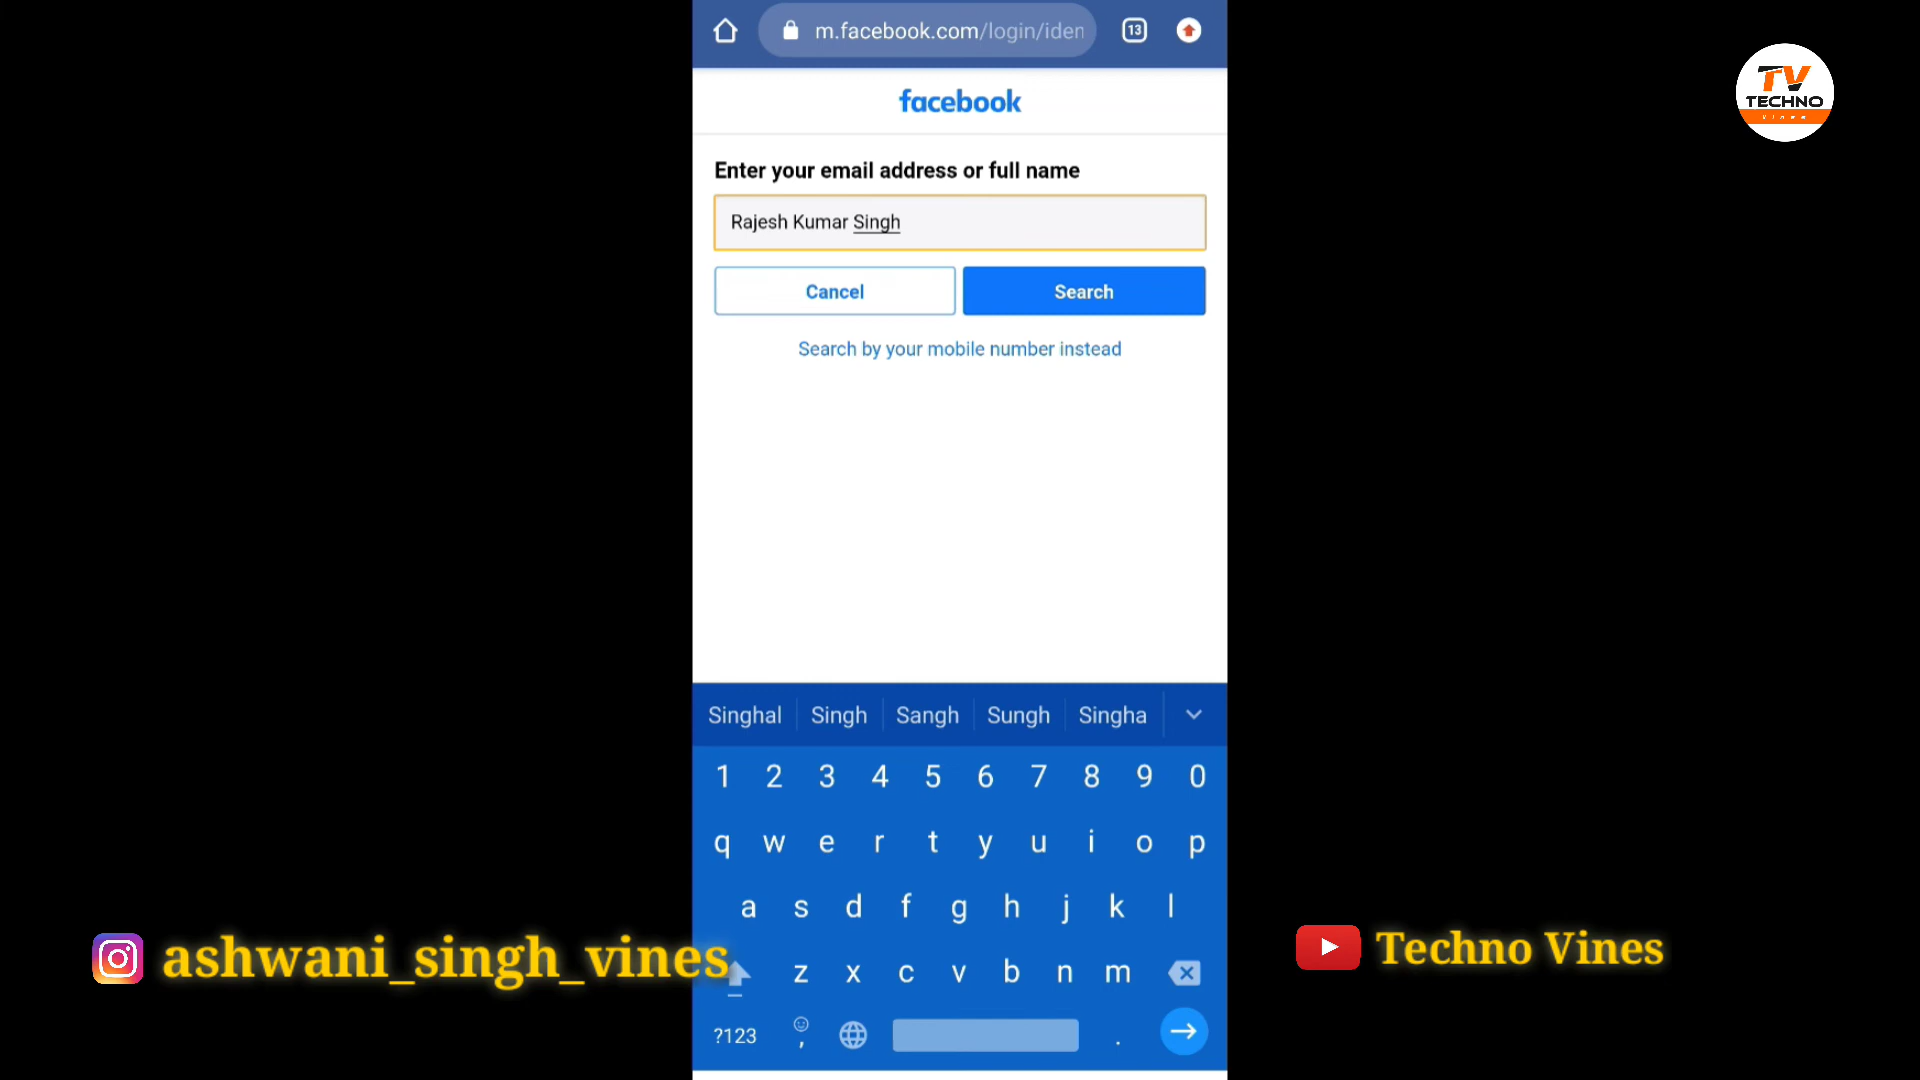 m.facebook.com/login/iden
13
TV
TECHNO
VINES
facebook
Enter your email address or full name
Rajesh Kumar Singh
Cancel
Search
Search by your mobile number instead
Singhal Singh Sangh Sungh Singha
1 2 3 4 5 6 7 8 9 0
q w e r t y u i o p
a s d f g h j k l
ashwani_singh_vines
z x c v b n m
Techno Vines
?123 , .